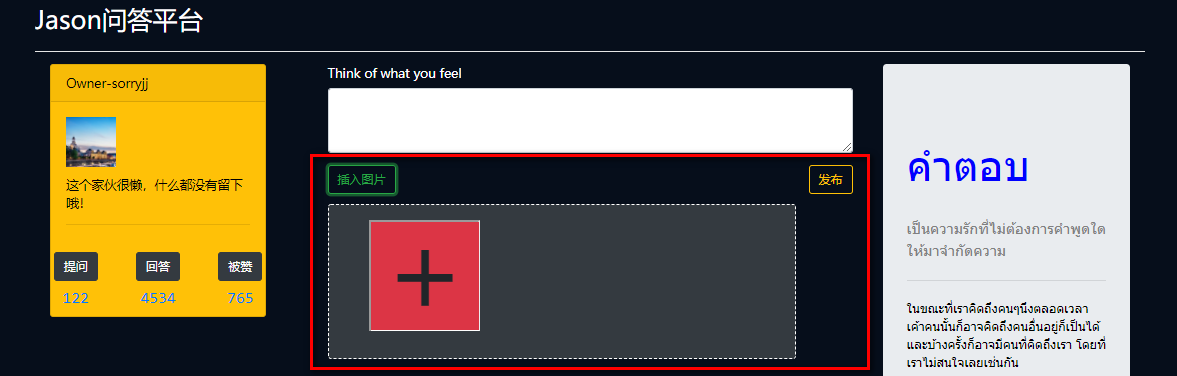 Jason问答平台
Owner-sorryjj
这个家伙很懒，什么都没有留下
哦!
提问 回答 被赞
122 4534 765
Think of what you feel
插入图片 发布
คำตอบ
เป็นความรักที่ไม่ต้องการคำพูดใด
ให้มาจำกัดความ
ในขณะที่เราคิดถึงคนๆนึงตลอดเวลา
เค้าคนนั้นก็อาจคิดถึงคนอื่นอยู่ก็เป็นได้
และบ้างครั้งก็อาจมีคนที่คิดถึงเรา โดยที่
เราไม่สนใจเลยเช่นกัน